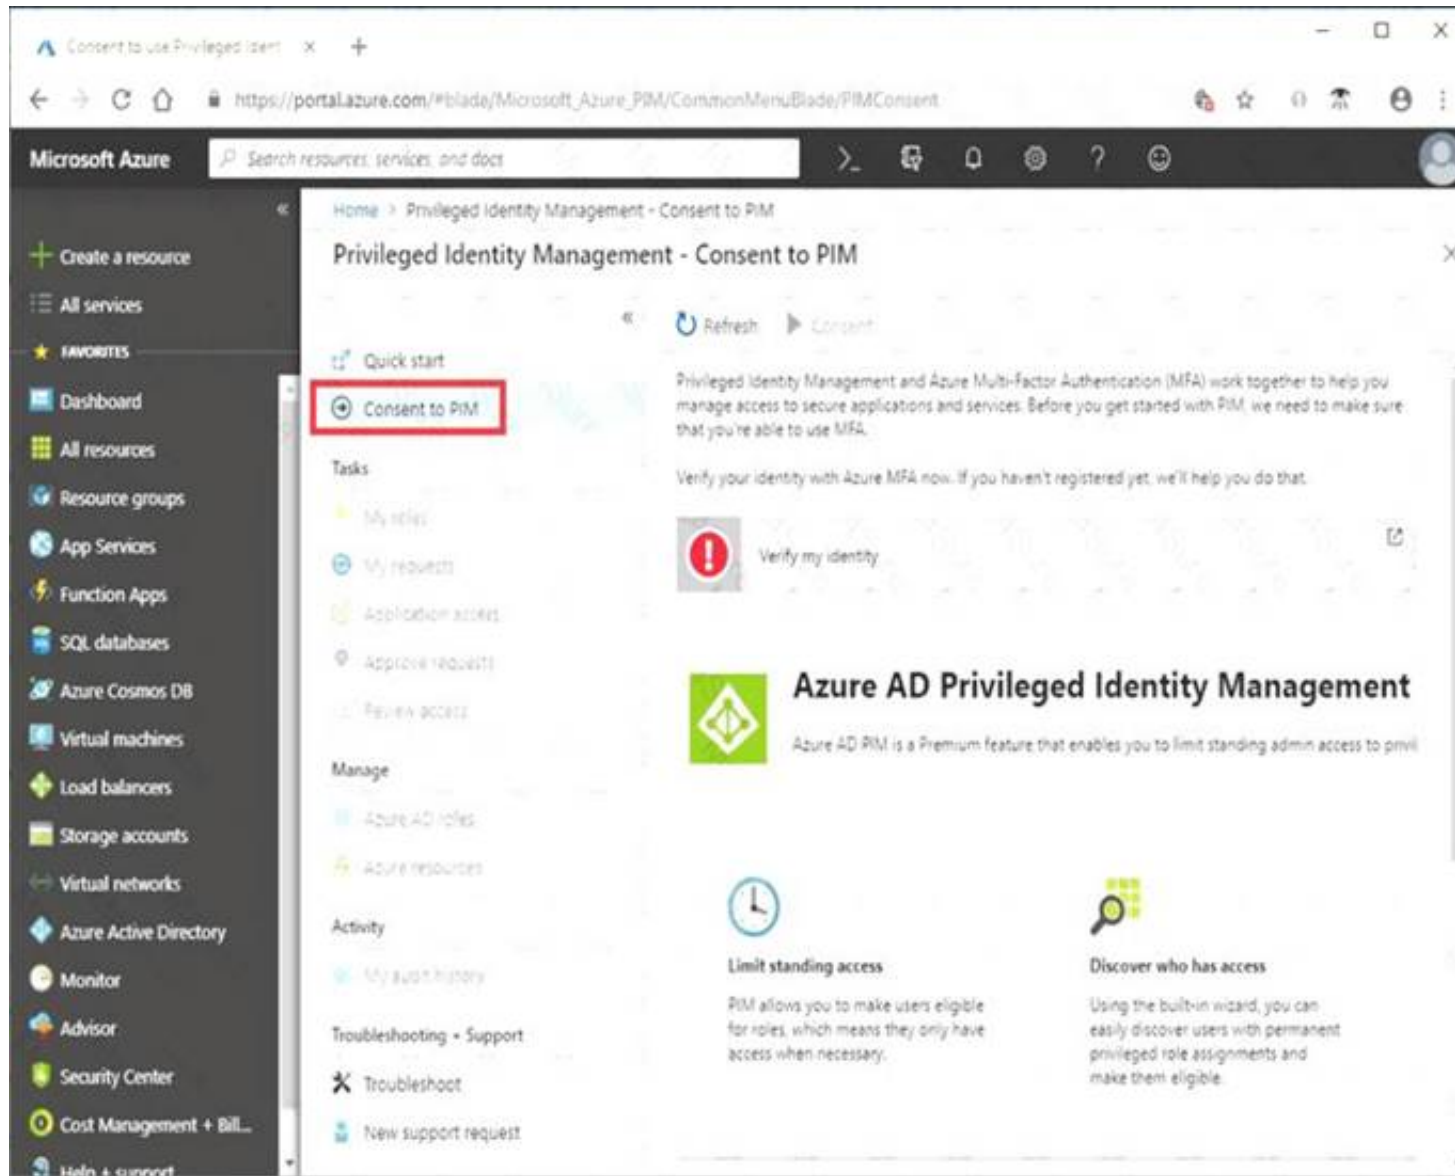 Consent to use Privileged Ident
https://portal.azure.com/#blade/Microsoft_Azure_PIM/CommonMenuBlade/PIMConsent
Microsoft Azure
Search resources, services, and docs
Home > Privileged Identity Management - Consent to PIM
Privileged Identity Management - Consent to PIM
Create a resource
All services
FAVORITES
Dashboard
All resources
Resource groups
App Services
Function Apps
SQL databases
Azure Cosmos DB
Virtual machines
Load balancers
Storage accounts
Virtual networks
Azure Active Directory
Monitor
Advisor
Security Center
Cost Management + Bill...
Help + support
Quick start
Consent to PIM
Tasks
My roles
My requests
Application access
Approve requests
Review access
Manage
Azure AD roles
Azure resources
Activity
My audit history
Troubleshooting + Support
Troubleshoot
New support request
Refresh
Consent
Privileged Identity Management and Azure Multi-Factor Authentication (MFA) work together to help you
manage access to secure applications and services. Before you get started with PIM, we need to make sure
that you're able to use MFA.
Verify your identity with Azure MFA now. If you haven't registered yet, we'll help you do that.
Verify my identity
Azure AD Privileged Identity Management
Azure AD PIM is a Premium feature that enables you to limit standing admin access to privil
Limit standing access
PIM allows you to make users eligible
for roles, which means they only have
access when necessary.
Discover who has access
Using the built-in wizard, you can
easily discover users with permanent
privileged role assignments and
make them eligible.